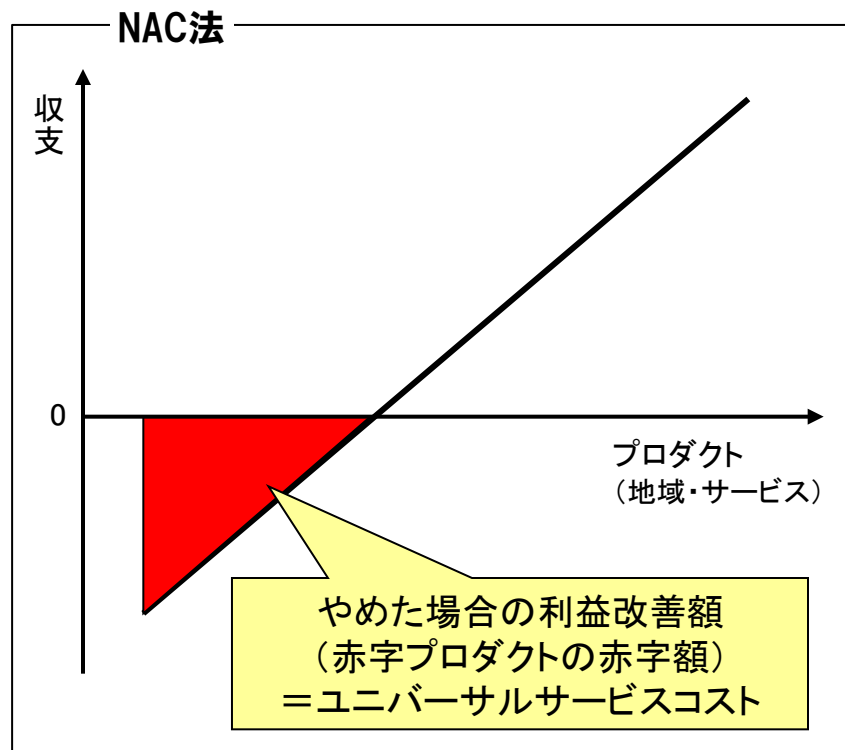 NAC法
収
支
0
プロダクト
（地域・サービス）
やめた場合の利益改善額
（赤字プロダクトの赤字額）
＝ユニバーサルサービスコスト